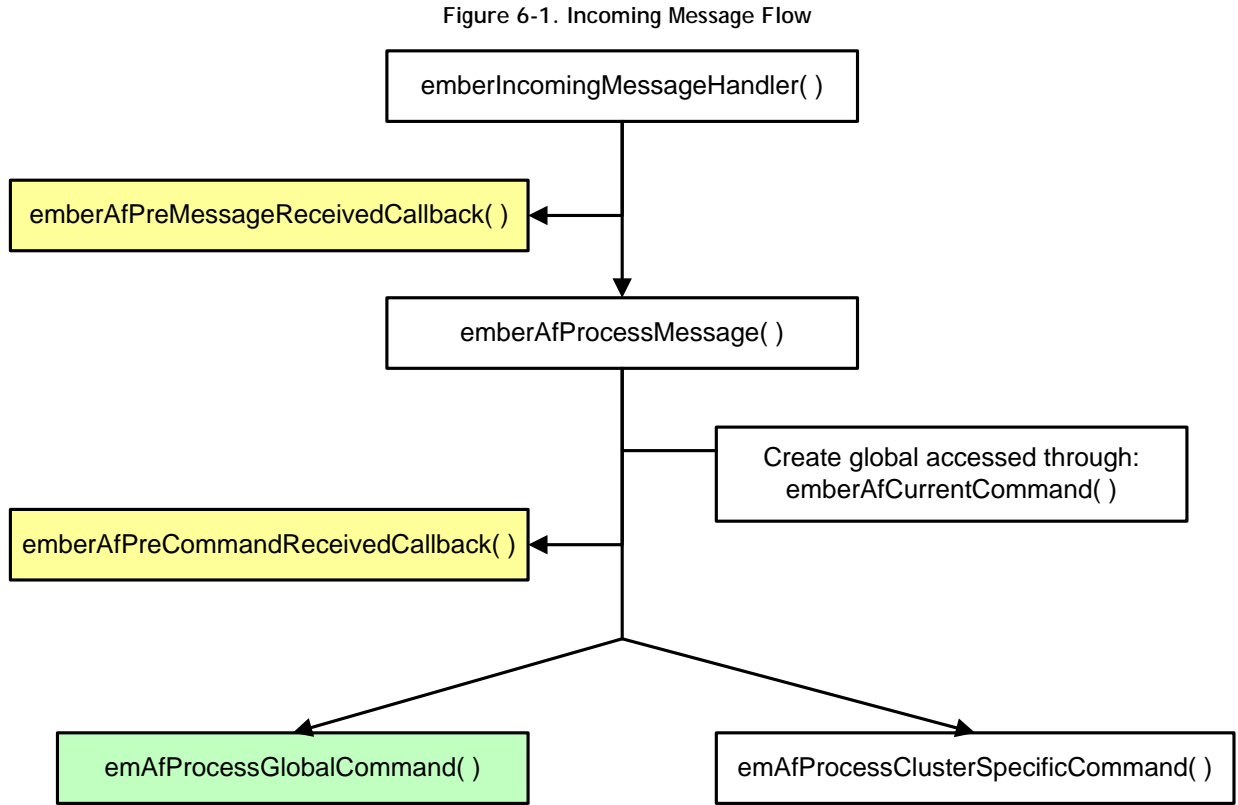 Figure 6-1. Incoming Message Flow
emberIncomingMessageHandler( )
emberAfPreMessageReceivedCallback( )
emberAfProcessMessage( )
Create global accessed through:
emberAfCurrentCommand( )
emberAfPreCommandReceivedCallback( )
emAfProcessGlobalCommand( )
emAfProcessClusterSpecificCommand( )